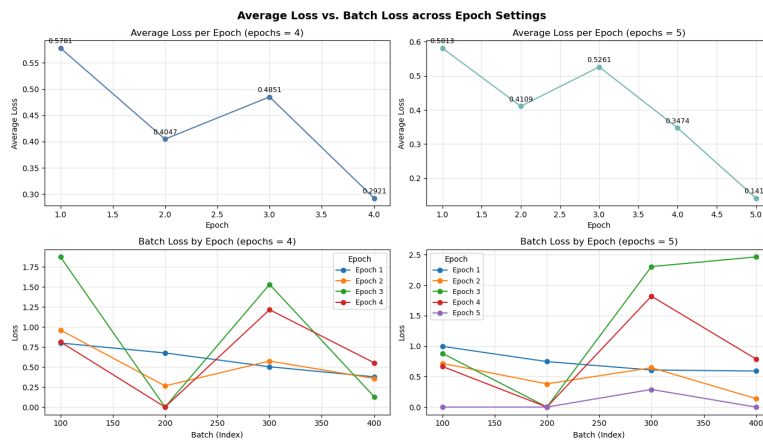 Average Loss vs. Batch Loss across Epoch Settings
Average Loss per Epoch (epochs = 4)
0.5781
0.4047
0.4851
0.2921
0.55
0.50
0.45
0.40
0.35
0.30
Average Loss
1.0 1.5 2.0 2.5 3.0 3.5 4.0
Epoch
Average Loss per Epoch (epochs = 5)
0.5813
0.4109
0.5261
0.3474
0.141
0.6
0.5
0.4
0.3
0.2
Average Loss
1.0 1.5 2.0 2.5 3.0 3.5 4.0 4.5 5.0
Epoch
Batch Loss by Epoch (epochs = 4)
Epoch
Epoch 1
Epoch 2
Epoch 3
Epoch 4
1.75
1.50
1.25
1.00
0.75
0.50
0.25
0.00
Loss
100 150 200 250 300 350 400
Batch (Index)
Batch Loss by Epoch (epochs = 5)
Epoch
Epoch 1
Epoch 2
Epoch 3
Epoch 4
Epoch 5
2.5
2.0
1.5
1.0
0.5
0.0
Loss
100 150 200 250 300 350 400
Batch (Index)